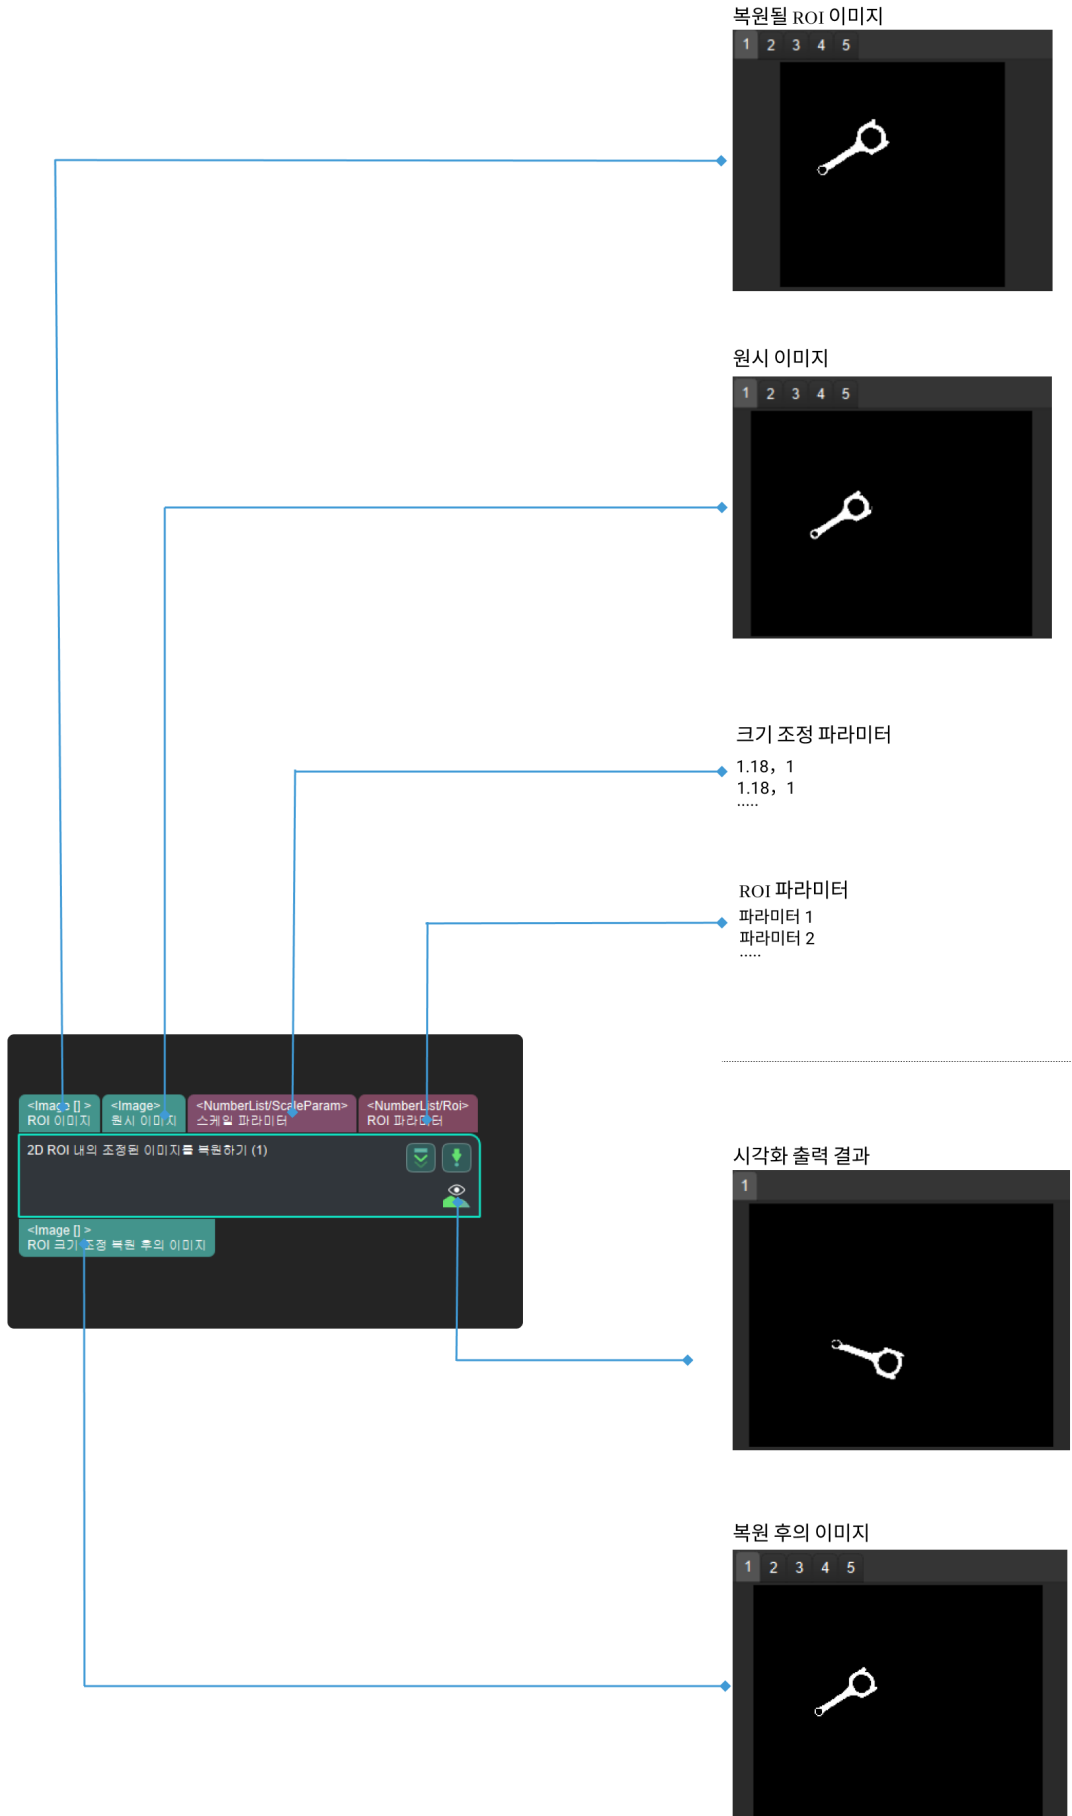 복원될 ROI 이미지
1 2 3 4 5
원시 이미지
1 2 3 4 5
크기 조정 파라미터
1.18, 1
1.18, 1
.....
ROI 파라미터
파라미터 1
파라미터 2
.....
<Image [] > <Image> <NumberList/ScaleParam> <NumberList/Roi>
ROI 이미지 원시 이미지 스케일 파라미터 ROI 파라미터
2D ROI 내의 조정된 이미지를 복원하기 (1)
<Image [] >
ROI 크기 조정 복원 후의 이미지
시각화 출력 결과
1
복원 후의 이미지
1 2 3 4 5